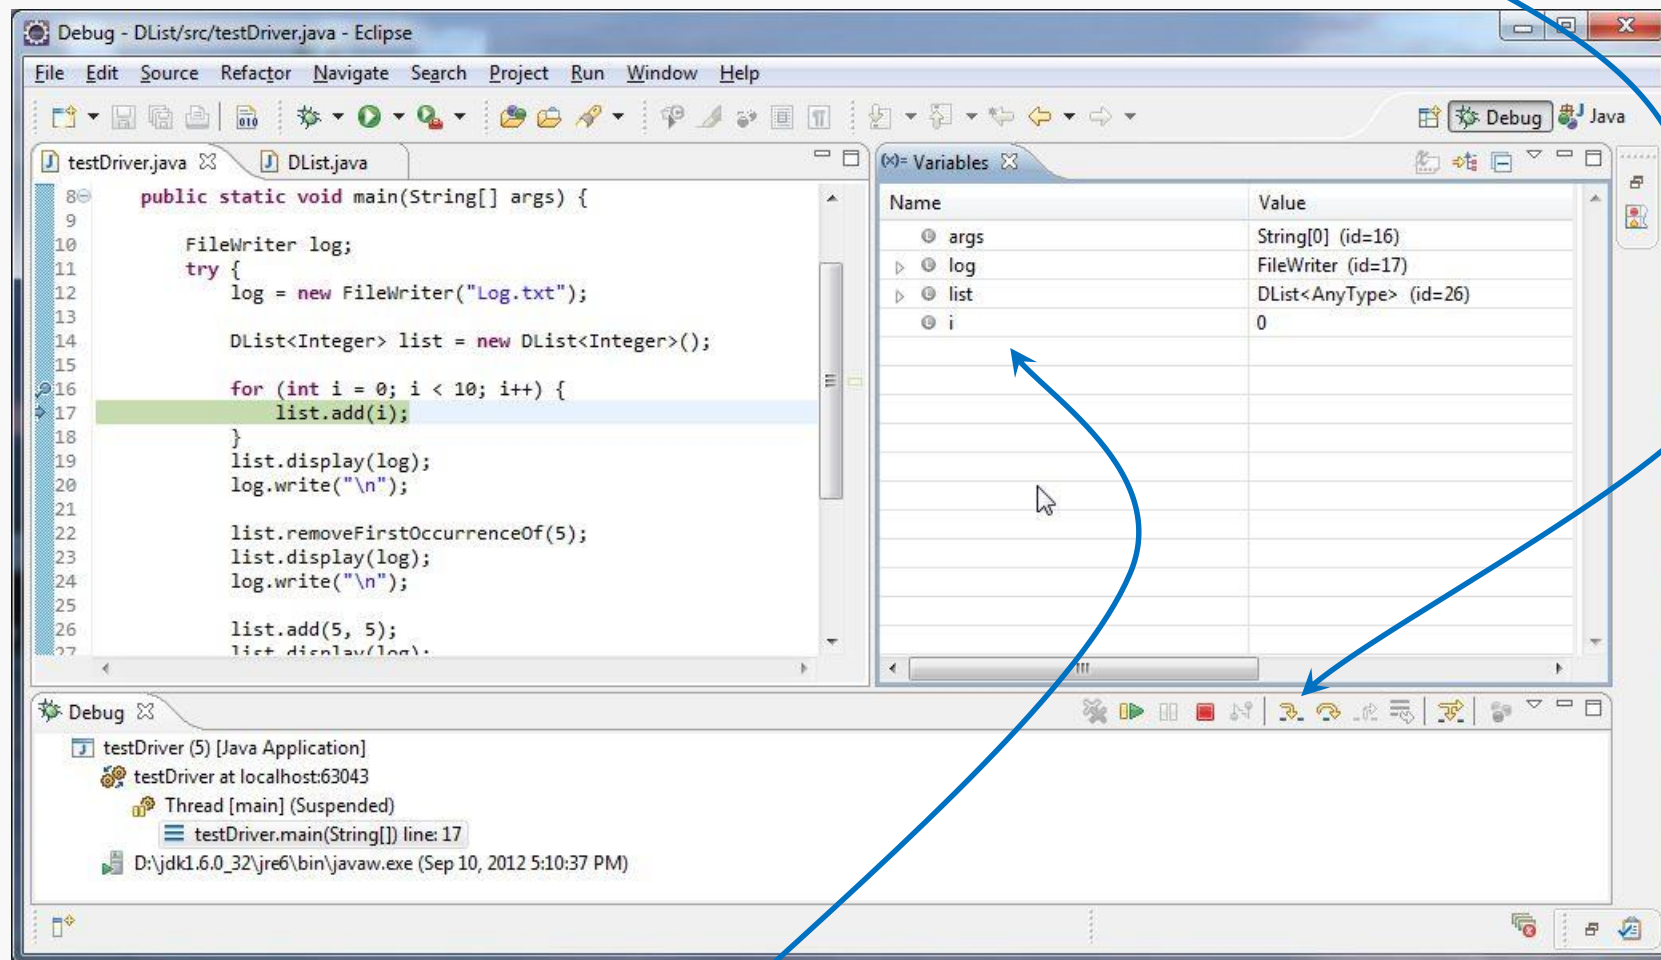 Debug - DList/src/testDriver.java - Eclipse
File Edit Source Refactor Navigate Search Project Run Window Help
Debug Java
testDriver.java DList.java
8 public static void main(String[] args) {
9
10 FileWriter log;
11 try {
12 log = new FileWriter("Log.txt");
13
14 DList<Integer> list = new DList<Integer>();
15
16 for (int i = 0; i < 10; i++) {
17 list.add(i);
18 }
19 list.display(log);
20 log.write("\n");
21
22 list.removeFirstOccurrenceOf(5);
23 list.display(log);
24 log.write("\n");
25
26 list.add(5, 5);
27 list.display(log);
(x)= Variables
Name Value
args String[0] (id=16)
log FileWriter (id=17)
list DList<AnyType> (id=26)
i 0
Debug
testDriver (5) [Java Application]
testDriver at localhost:63043
Thread [main] (Suspended)
testDriver.main(String[]) line: 17
D:\jdk1.6.0_32\jre6\bin\javaw.exe (Sep 10, 2012 5:10:37 PM)